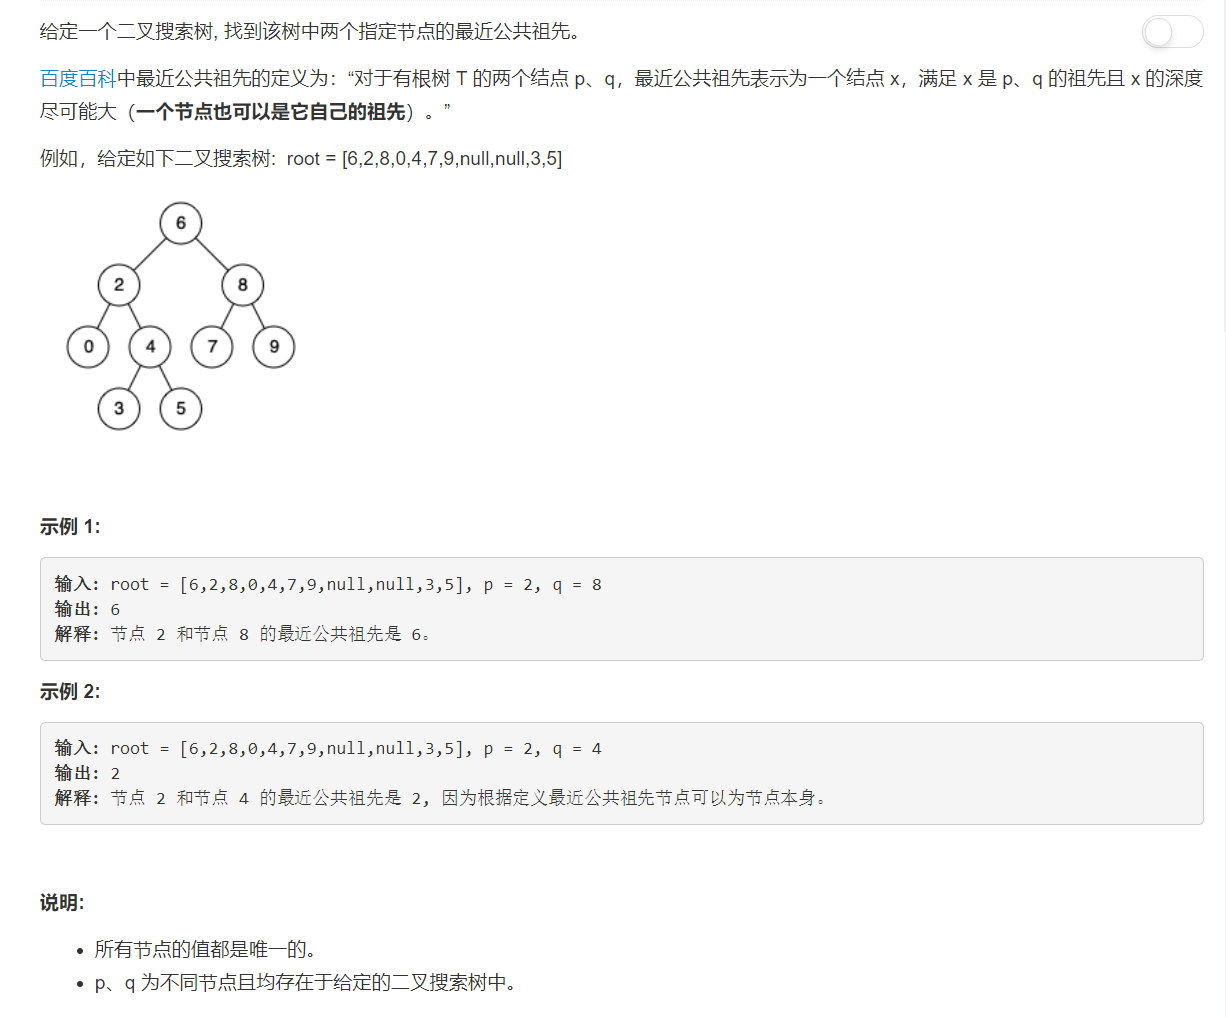 给定一个二叉搜索树, 找到该树中两个指定节点的最近公共祖先。
百度百科中最近公共祖先的定义为：“对于有根树 T 的两个结点 p、q，最近公共祖先表示为一个结点 x，满足 x 是 p、q 的祖先且 x 的深度
尽可能大（一个节点也可以是它自己的祖先）。”
例如，给定如下二叉搜索树:  root = [6,2,8,0,4,7,9,null,null,3,5]
6
2 8
0 4 7 9
3 5
示例 1:
输入: root = [6,2,8,0,4,7,9,null,null,3,5], p = 2, q = 8
输出: 6
解释: 节点 2 和节点 8 的最近公共祖先是 6。
示例 2:
输入: root = [6,2,8,0,4,7,9,null,null,3,5], p = 2, q = 4
输出: 2
解释: 节点 2 和节点 4 的最近公共祖先是 2, 因为根据定义最近公共祖先节点可以为节点本身。
说明:
• 所有节点的值都是唯一的。
• p、q 为不同节点且均存在于给定的二叉搜索树中。